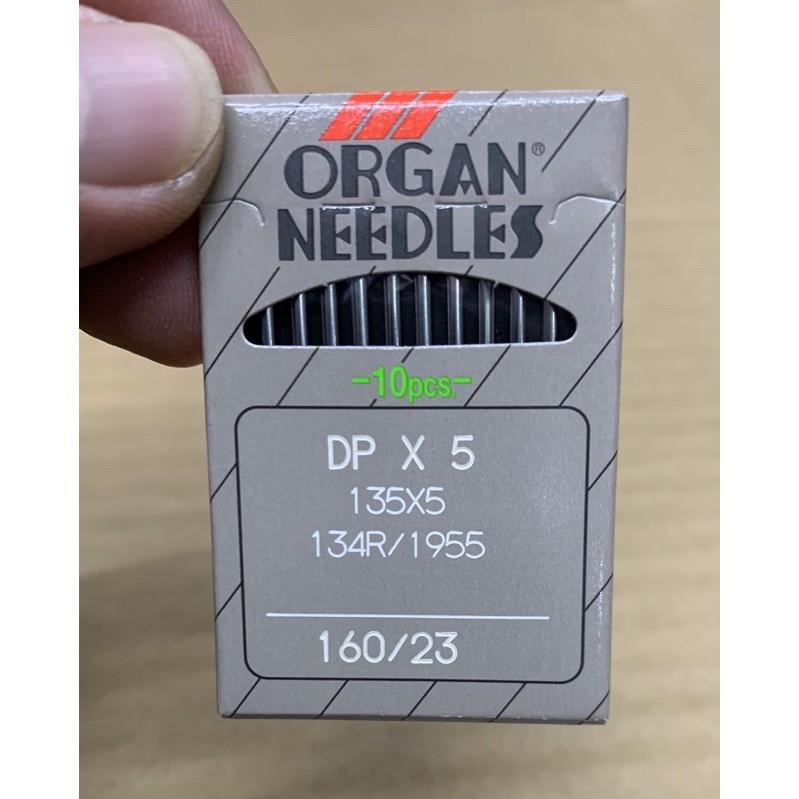 ORGAN®
NEEDLES
-10pcs.-
DP X 5
135X5
134R/1955
160/23